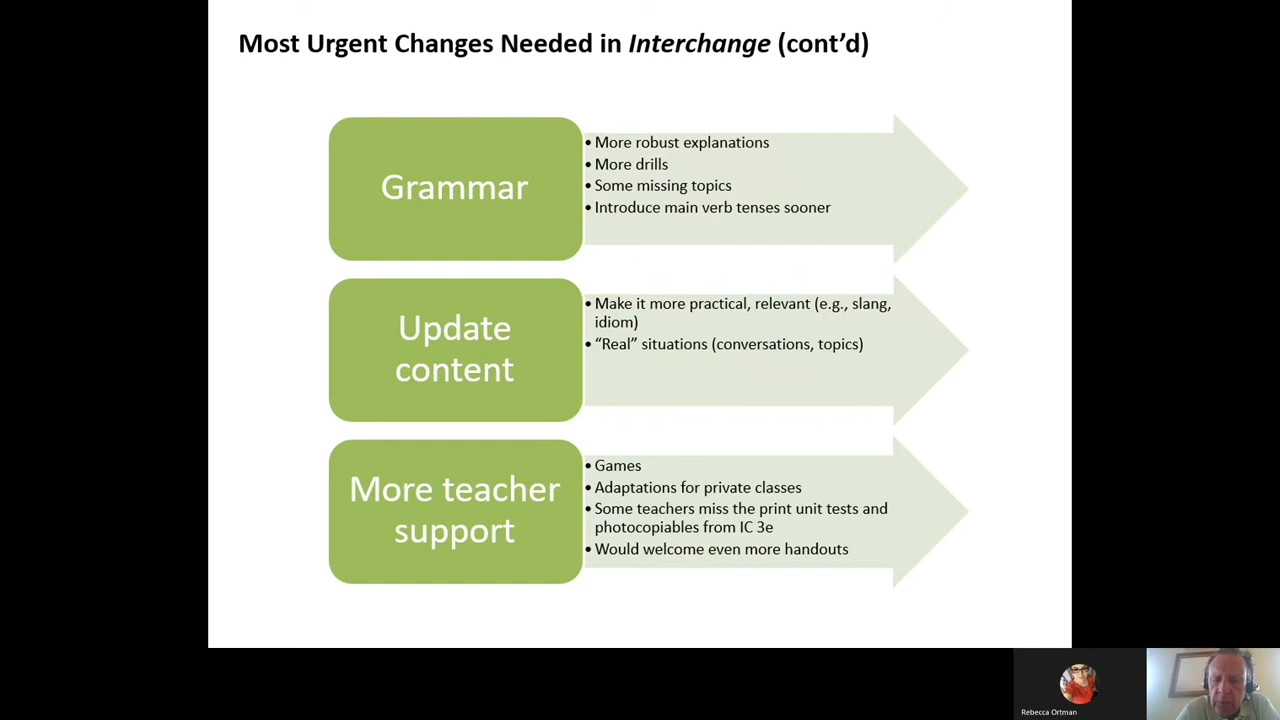 Most Urgent Changes Needed in Interchange (cont’d)
Grammar
• More robust explanations
• More drills
• Some missing topics
• Introduce main verb tenses sooner
Update
content
• Make it more practical, relevant (e.g., slang,
idiom)
• “Real” situations (conversations, topics)
More teacher
support
• Games
• Adaptations for private classes
• Some teachers miss the print unit tests and
photocopiables from IC 3e
• Would welcome even more handouts
Rebecca Ortman